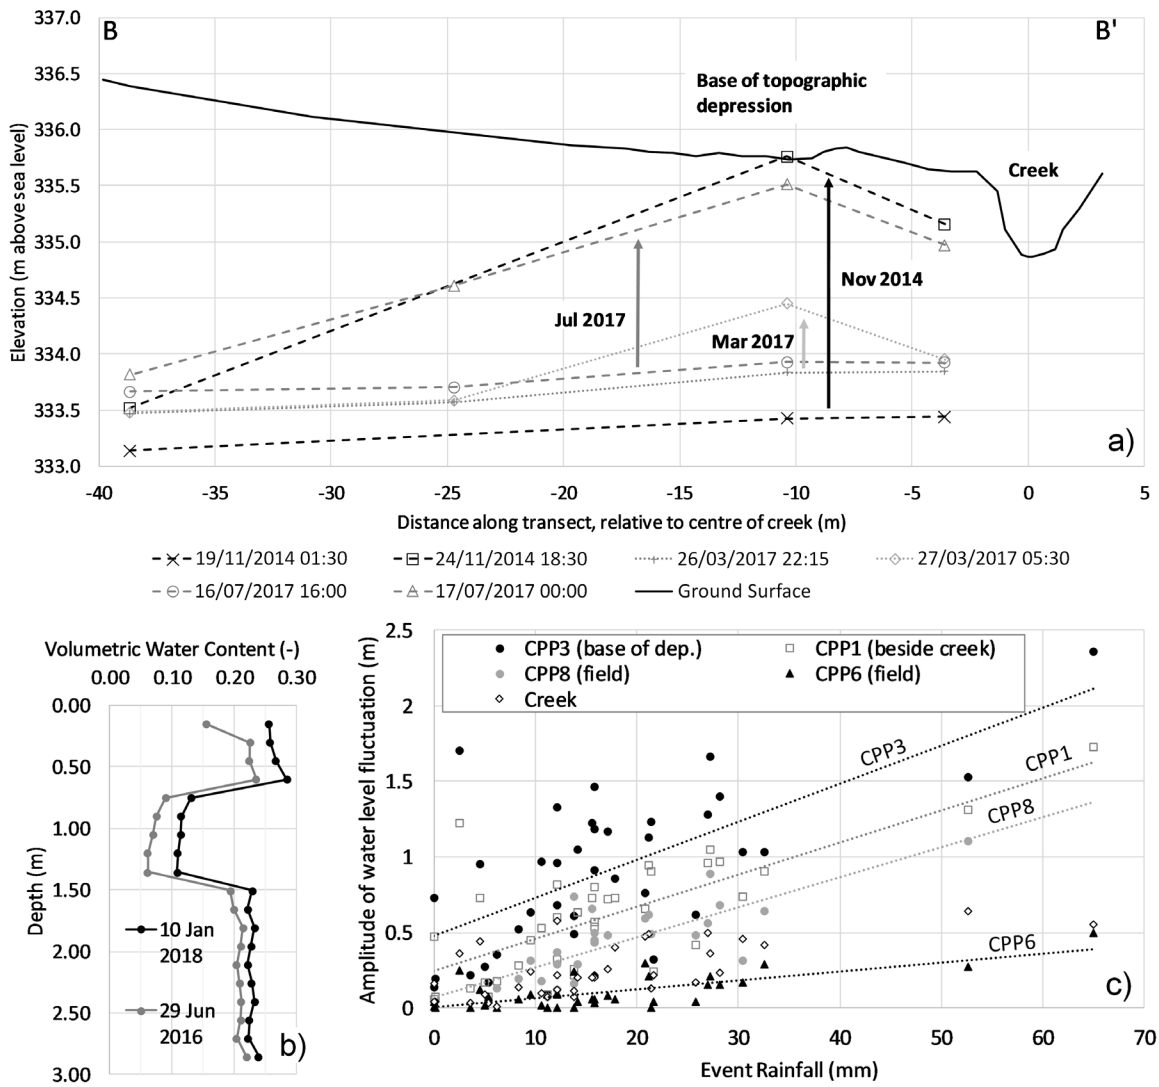 337.0
336.5
336.0
335.5
335.0
334.5
334.0
333.5
333.0
Elevation (m above sea level)
B
B'
Base of topographic
depression
Creek
Nov 2014
Jul 2017
Mar 2017
a)
-40 -35 -30 -25 -20 -15 -10 -5 0 5
Distance along transect, relative to centre of creek (m)
19/11/2014 01:30 24/11/2014 18:30 26/03/2017 22:15 27/03/2017 05:30
16/07/2017 16:00 17/07/2017 00:00 Ground Surface
Volumetric Water Content (-)
0.00 0.10 0.20 0.30
0.00
0.50
1.00
1.50
2.00
2.50
3.00
Depth (m)
10 Jan
2018
29 Jun
2016
b)
2.5
2
1.5
1
0.5
0
Amplitude of water level fluctuation (m)
CPP3 (base of dep.) CPP1 (beside creek)
CPP8 (field) CPP6 (field)
Creek
CPP3
CPP1
CPP8
CPP6
c)
0 10 20 30 40 50 60 70
Event Rainfall (mm)